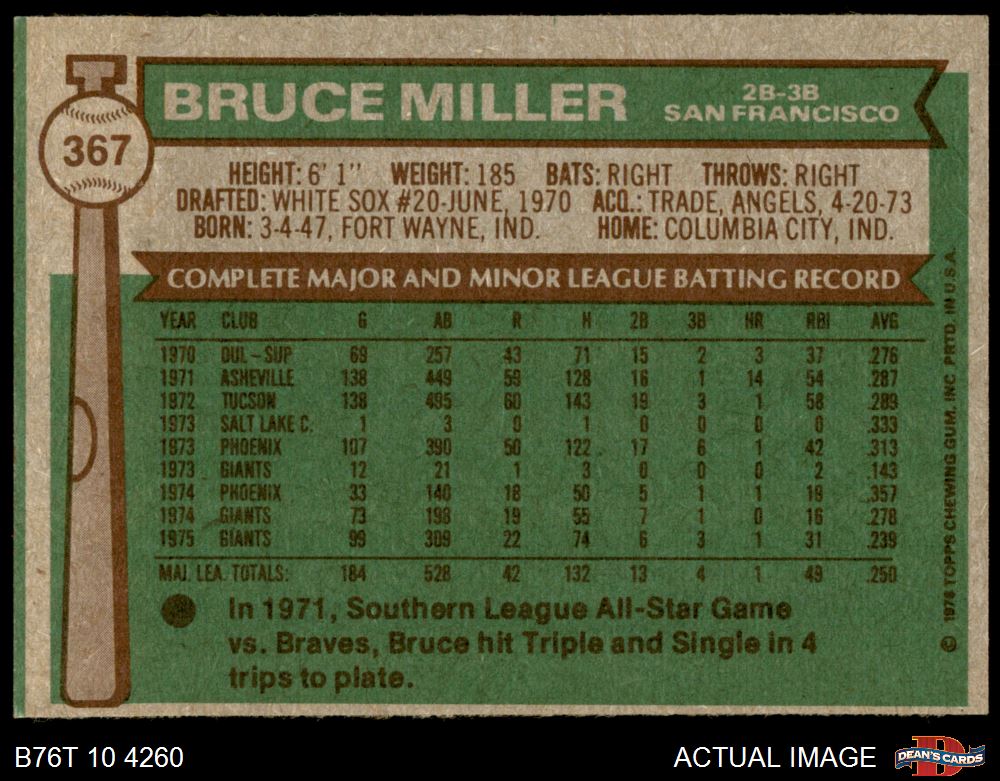 BRUCE MILLER
2B-3B
SAN FRANCISCO
367
HEIGHT: 6' 1" WEIGHT: 185 BATS: RIGHT THROWS: RIGHT
DRAFTED: WHITE SOX #20-JUNE, 1970 ACQ.: TRADE, ANGELS, 4-20-73
BORN: 3-4-47, FORT WAYNE, IND. HOME: COLUMBIA CITY, IND.
COMPLETE MAJOR AND MINOR LEAGUE BATTING RECORD
YEAR CLUB G AB R H 2B 3B HR RBI AVG
1970 DUL-SUP 69 257 43 71 15 2 3 37 .276
1971 ASHEVILLE 138 449 59 128 16 1 14 54 .287
1972 TUCSON 138 495 60 143 19 3 1 58 .289
1973 SALT LAKE C. 1 3 0 1 0 0 0 0 .333
1973 PHOENIX 107 390 50 122 17 6 1 42 .313
1973 GIANTS 12 21 1 3 0 0 0 2 .143
1974 PHOENIX 33 140 18 50 5 1 1 19 .357
1974 GIANTS 73 198 19 55 7 1 0 16 .278
1975 GIANTS 99 309 22 74 6 3 1 31 .239
MAJ. LEA. TOTALS: 184 528 42 132 13 4 1 49 .250
In 1971, Southern League All-Star Game
vs. Braves, Bruce hit Triple and Single in 4
trips to plate.
© 1976 TOPPS CHEWING GUM, INC. PRTD. IN U.S.A.
B76T 10 4260
ACTUAL IMAGE
D
DEAN'S CARDS